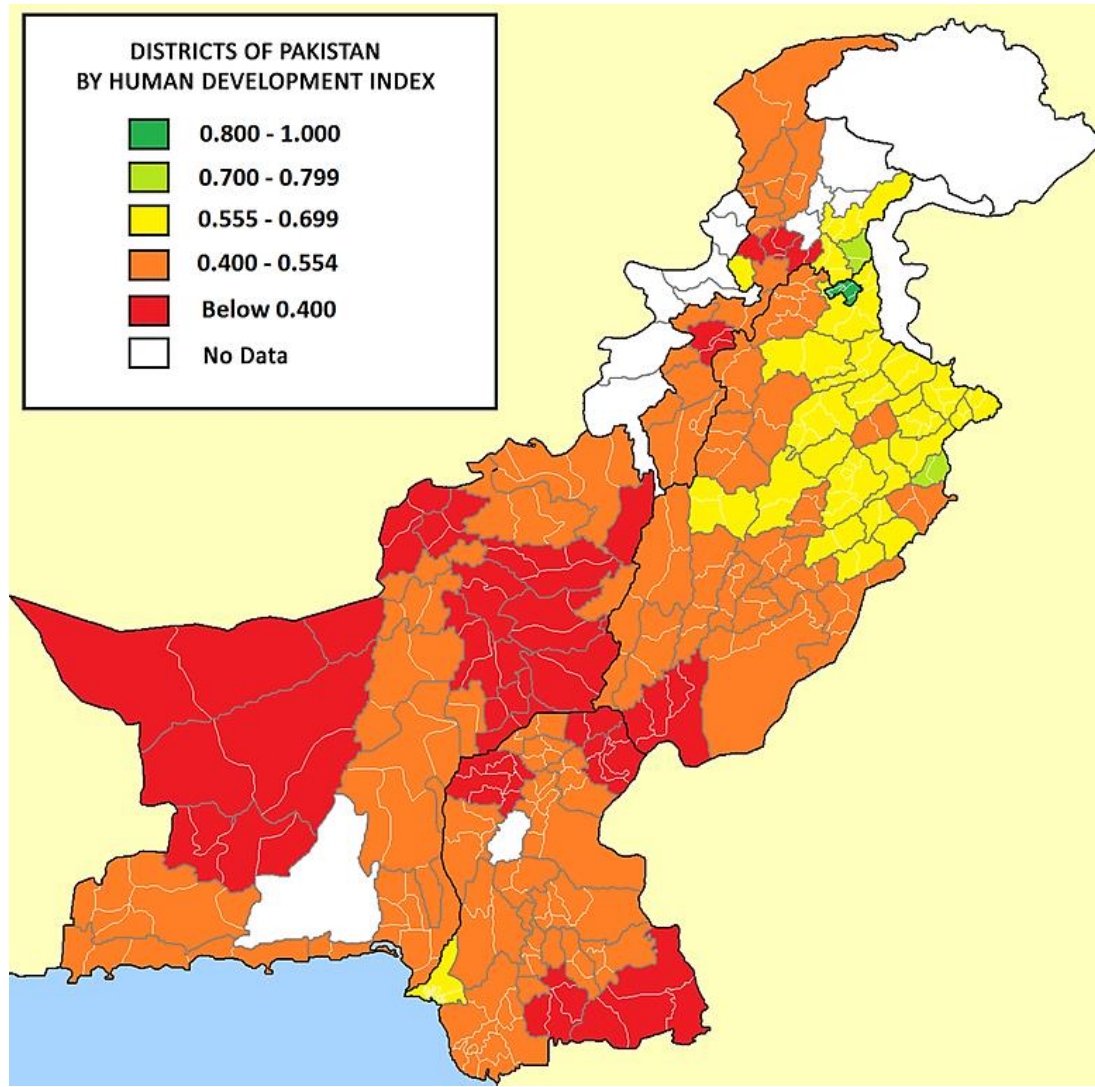 DISTRICTS OF PAKISTAN
BY HUMAN DEVELOPMENT INDEX
0.800 - 1.000
0.700 - 0.799
0.555 - 0.699
0.400 - 0.554
Below 0.400
No Data